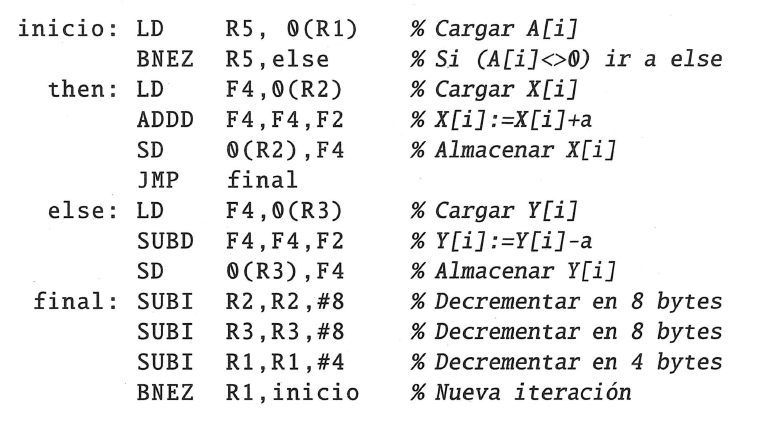 inicio: LD R5, 0(R1) % Cargar A[i]
BNEZ R5,else % Si (A[i]<>0) ir a else
then: LD F4,0(R2) % Cargar X[i]
ADDD F4,F4,F2 % X[i]:=X[i]+a
SD 0(R2),F4 % Almacenar X[i]
JMP final
else: LD F4,0(R3) % Cargar Y[i]
SUBD F4,F4,F2 % Y[i]:=Y[i]-a
SD 0(R3),F4 % Almacenar Y[i]
final: SUBI R2,R2,#8 % Decrementar en 8 bytes
SUBI R3,R3,#8 % Decrementar en 8 bytes
SUBI R1,R1,#4 % Decrementar en 4 bytes
BNEZ R1,inicio % Nueva iteración